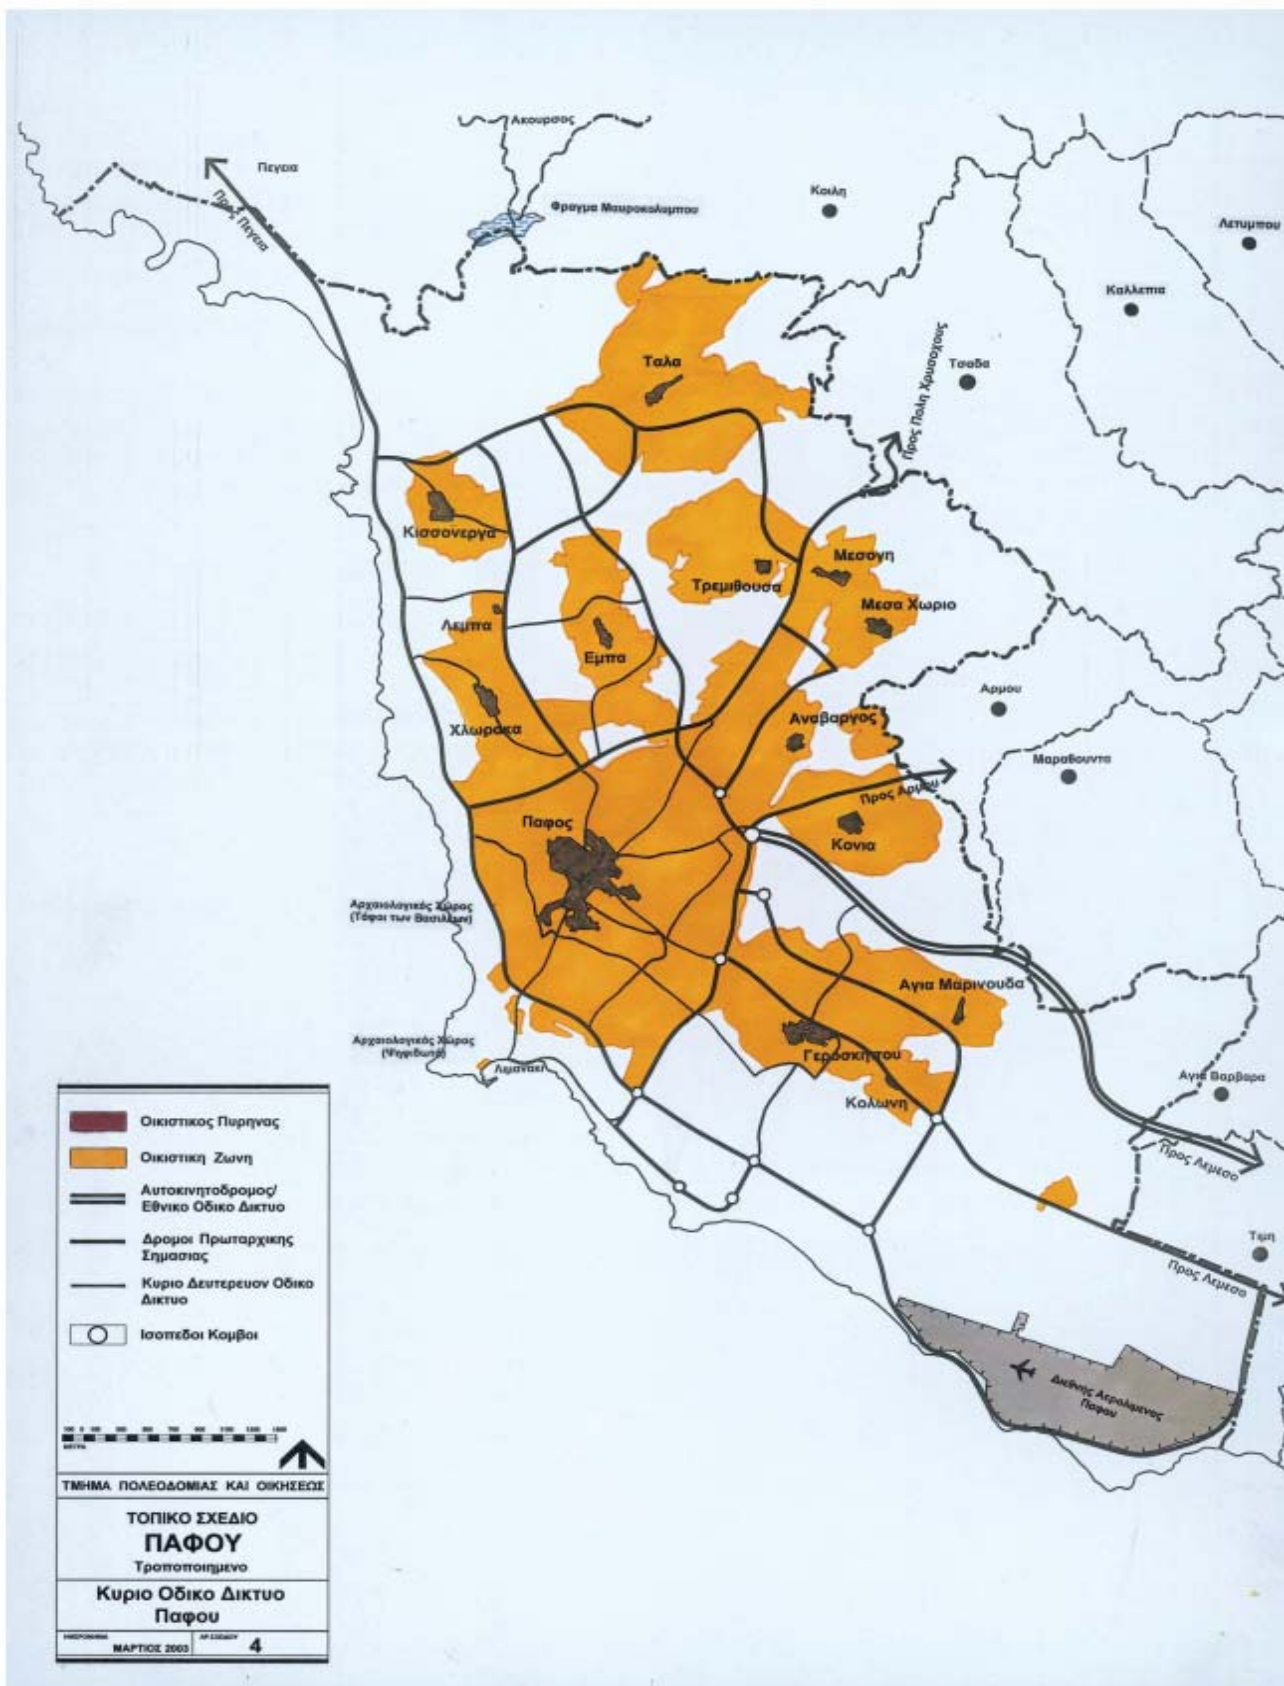 Ακουρσος
Πεγεια
Προς Πεγεια
Φραγμα Μαυροκολυμπου
Κοιλη
Λετυμπου
Καλλεπια
Ταλα
Τσαδα
Προς Πολη Χρυσοχους
Κισσονεργα
Μεσογη
Τρεμιθουσα
Μεσα Χωριο
Λεμπα
Εμπα
Αρμου
Χλωρακα
Αναβαργος
Μαραθουντα
Προς Αρμου
Παφος
Κονια
Αρχαιολογικός Χώρος
(Τάφοι των Βασιλέων)
Αγια Μαρινουδα
Αρχαιολογικός Χώρος
(Ψηφιδωτά)
Γεροσκηπου
Λιμανακι
Αγια Βαρβαρα
Κολωνη
Προς Λεμεσο
Τιμη
Προς Λεμεσο
Διεθνης Αερολιμενας
Παφου
Οικιστικος Πυρηνας
Οικιστικη Ζωνη
Αυτοκινητοδρομος/
Εθνικο Οδικο Δικτυο
Δρομοι Πρωταρχικης
Σημασιας
Κυριο Δευτερευον Οδικο
Δικτυο
Ισοπεδοι Κομβοι
ΤΜΗΜΑ ΠΟΛΕΟΔΟΜΙΑΣ ΚΑΙ ΟΙΚΗΣΕΩΣ
ΤΟΠΙΚΟ ΣΧΕΔΙΟ
ΠΑΦΟΥ
Τροποποιημενο
Κυριο Οδικο Δικτυο
Παφου
ΜΑΡΤΙΟΣ 2003
4